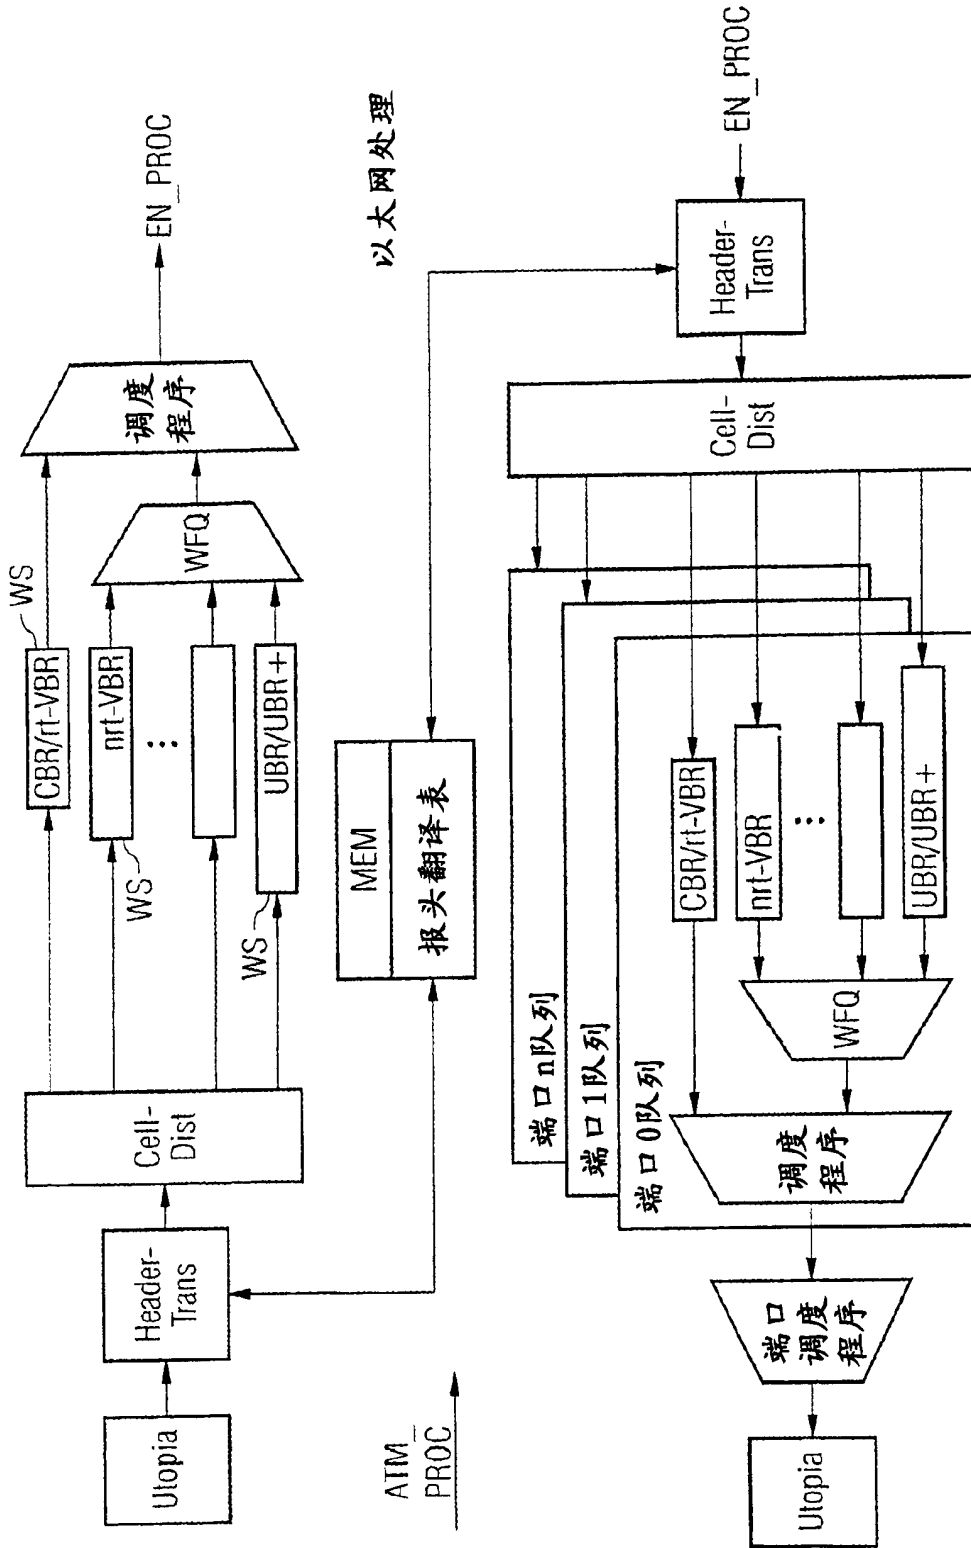 Utopia
Header-
Trans
Cell-
Dist
WS
CBR/rt-VBR
WS
nrt-VBR
WS
UBR/UBR+
WFQ
调度
程序
EN_PROC
ATM_
PROC
MEM
报头翻译表
以太网处理
Utopia
端口
调度
程序
端口n队列
端口1队列
端口0队列
调度
程序
WFQ
CBR/rt-VBR
nrt-VBR
UBR/UBR+
Cell-
Dist
Header-
Trans
EN_PROC